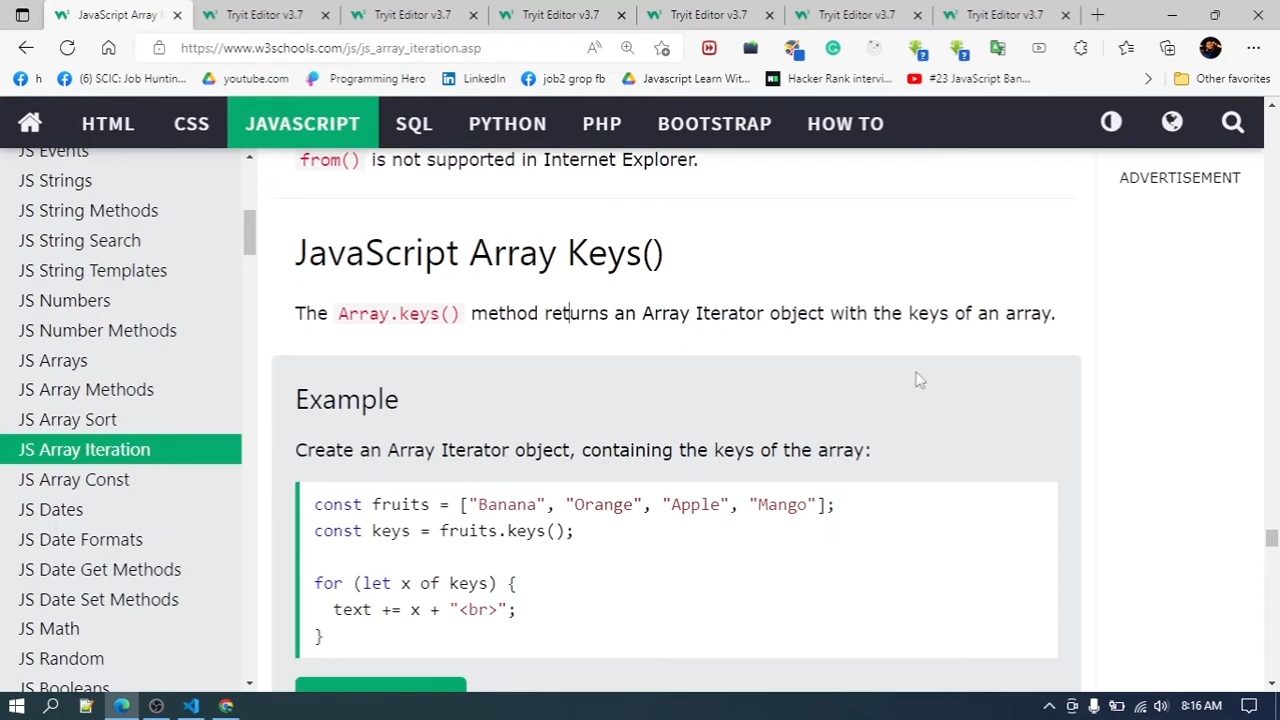 JavaScript Array I
Tryit Editor v3.7
Tryit Editor v3.7
Tryit Editor v3.7
Tryit Editor v3.7
Tryit Editor v3.7
Tryit Editor v3.7
https://www.w3schools.com/js/js_array_iteration.asp
h
(6) SCIC: Job Huntin...
youtube.com
Programming Hero
LinkedIn
job2 grop fb
Javascript Learn Wit...
Hacker Rank intervi...
#23 JavaScript Ban...
Other favorites
HTML
CSS
JAVASCRIPT
SQL
PYTHON
PHP
BOOTSTRAP
HOW TO
JS Events
JS Strings
JS String Methods
JS String Search
JS String Templates
JS Numbers
JS Number Methods
JS Arrays
JS Array Methods
JS Array Sort
JS Array Iteration
JS Array Const
JS Dates
JS Date Formats
JS Date Get Methods
JS Date Set Methods
JS Math
JS Random
JS Booleans
from() is not supported in Internet Explorer.
JavaScript Array Keys()
The Array.keys() method returns an Array Iterator object with the keys of an array.
Example
Create an Array Iterator object, containing the keys of the array:
const fruits = ["Banana", "Orange", "Apple", "Mango"];
const keys = fruits.keys();
for (let x of keys) {
text += x + "<br>";
}
ADVERTISEMENT
8:16 AM